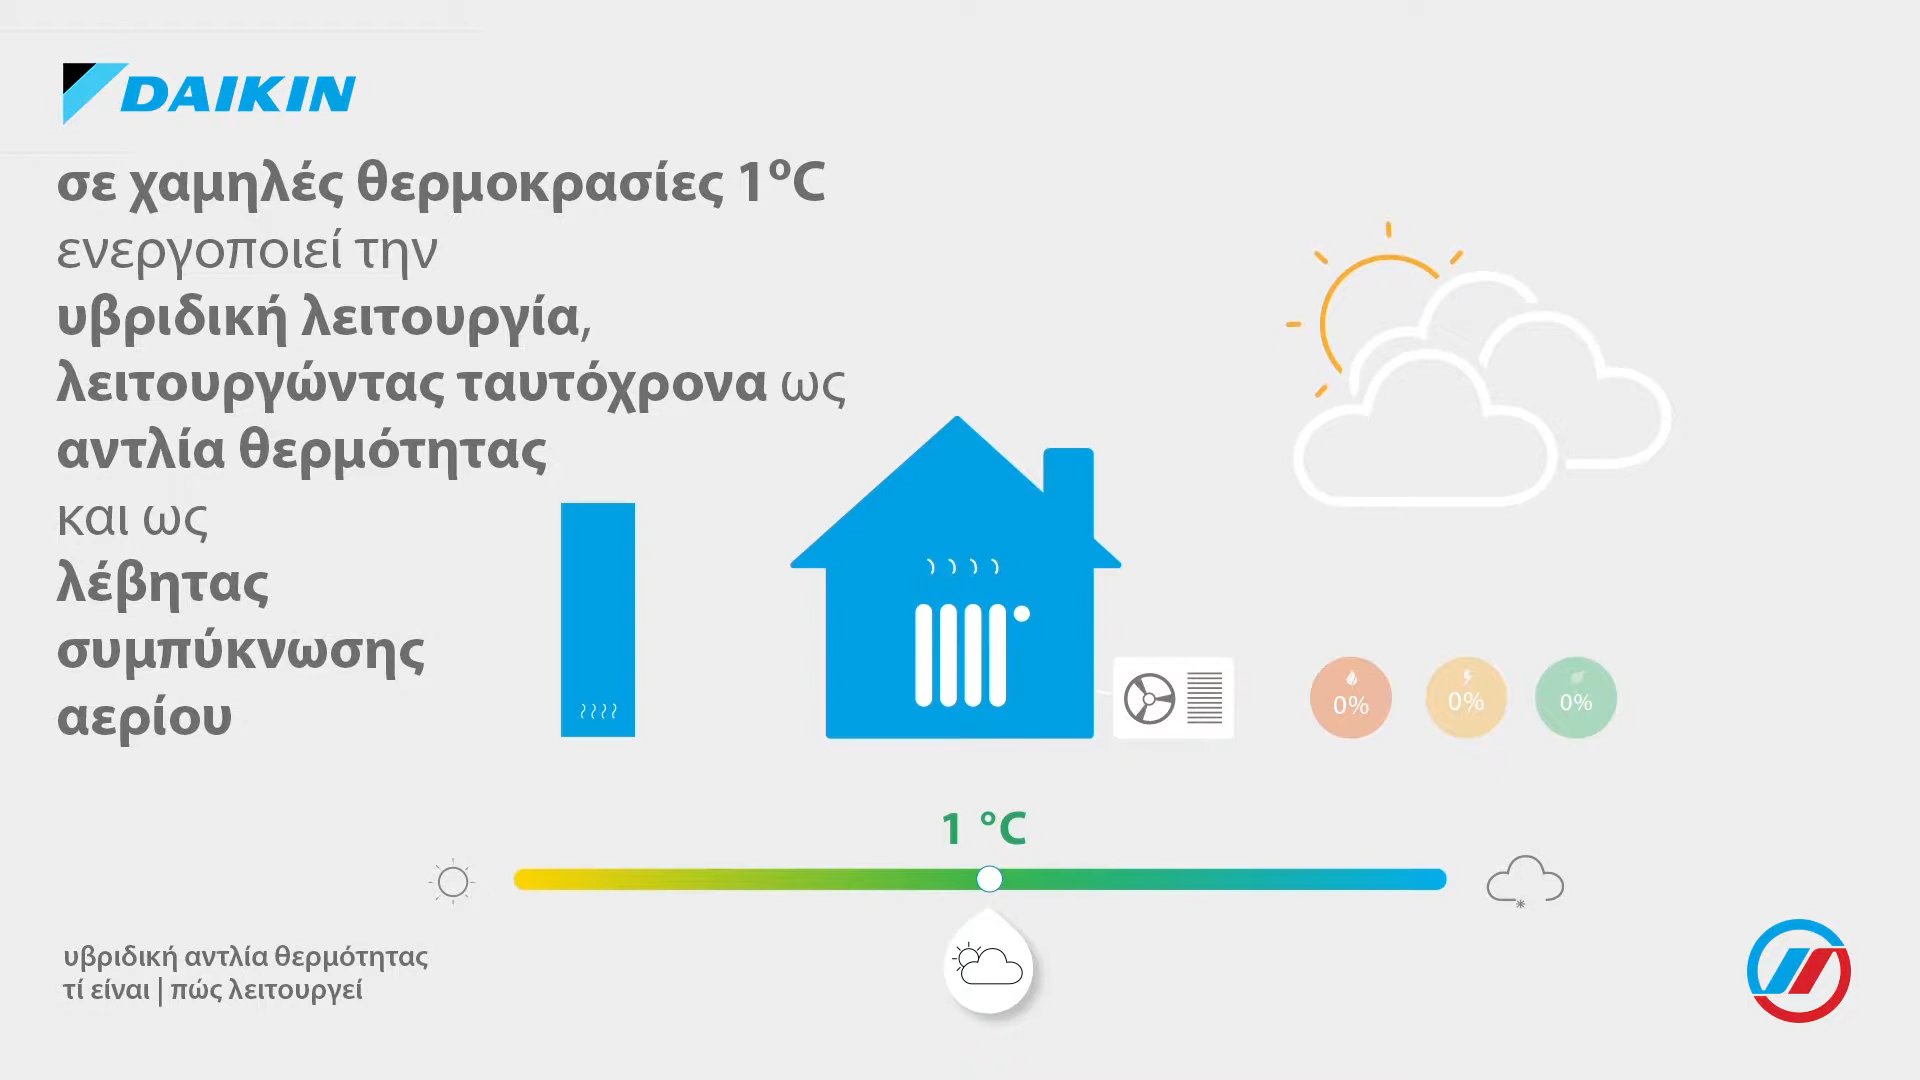 DAIKIN
σε χαμηλές θερμοκρασίες 1°C
ενεργοποιεί την
υβριδική λειτουργία,
λειτουργώντας ταυτόχρονα ως
αντλία θερμότητας
και ως
λέβητας
συμπύκνωσης
αερίου
0%
0%
0%
1 °C
υβριδική αντλία θερμότητας
τί είναι | πώς λειτουργεί